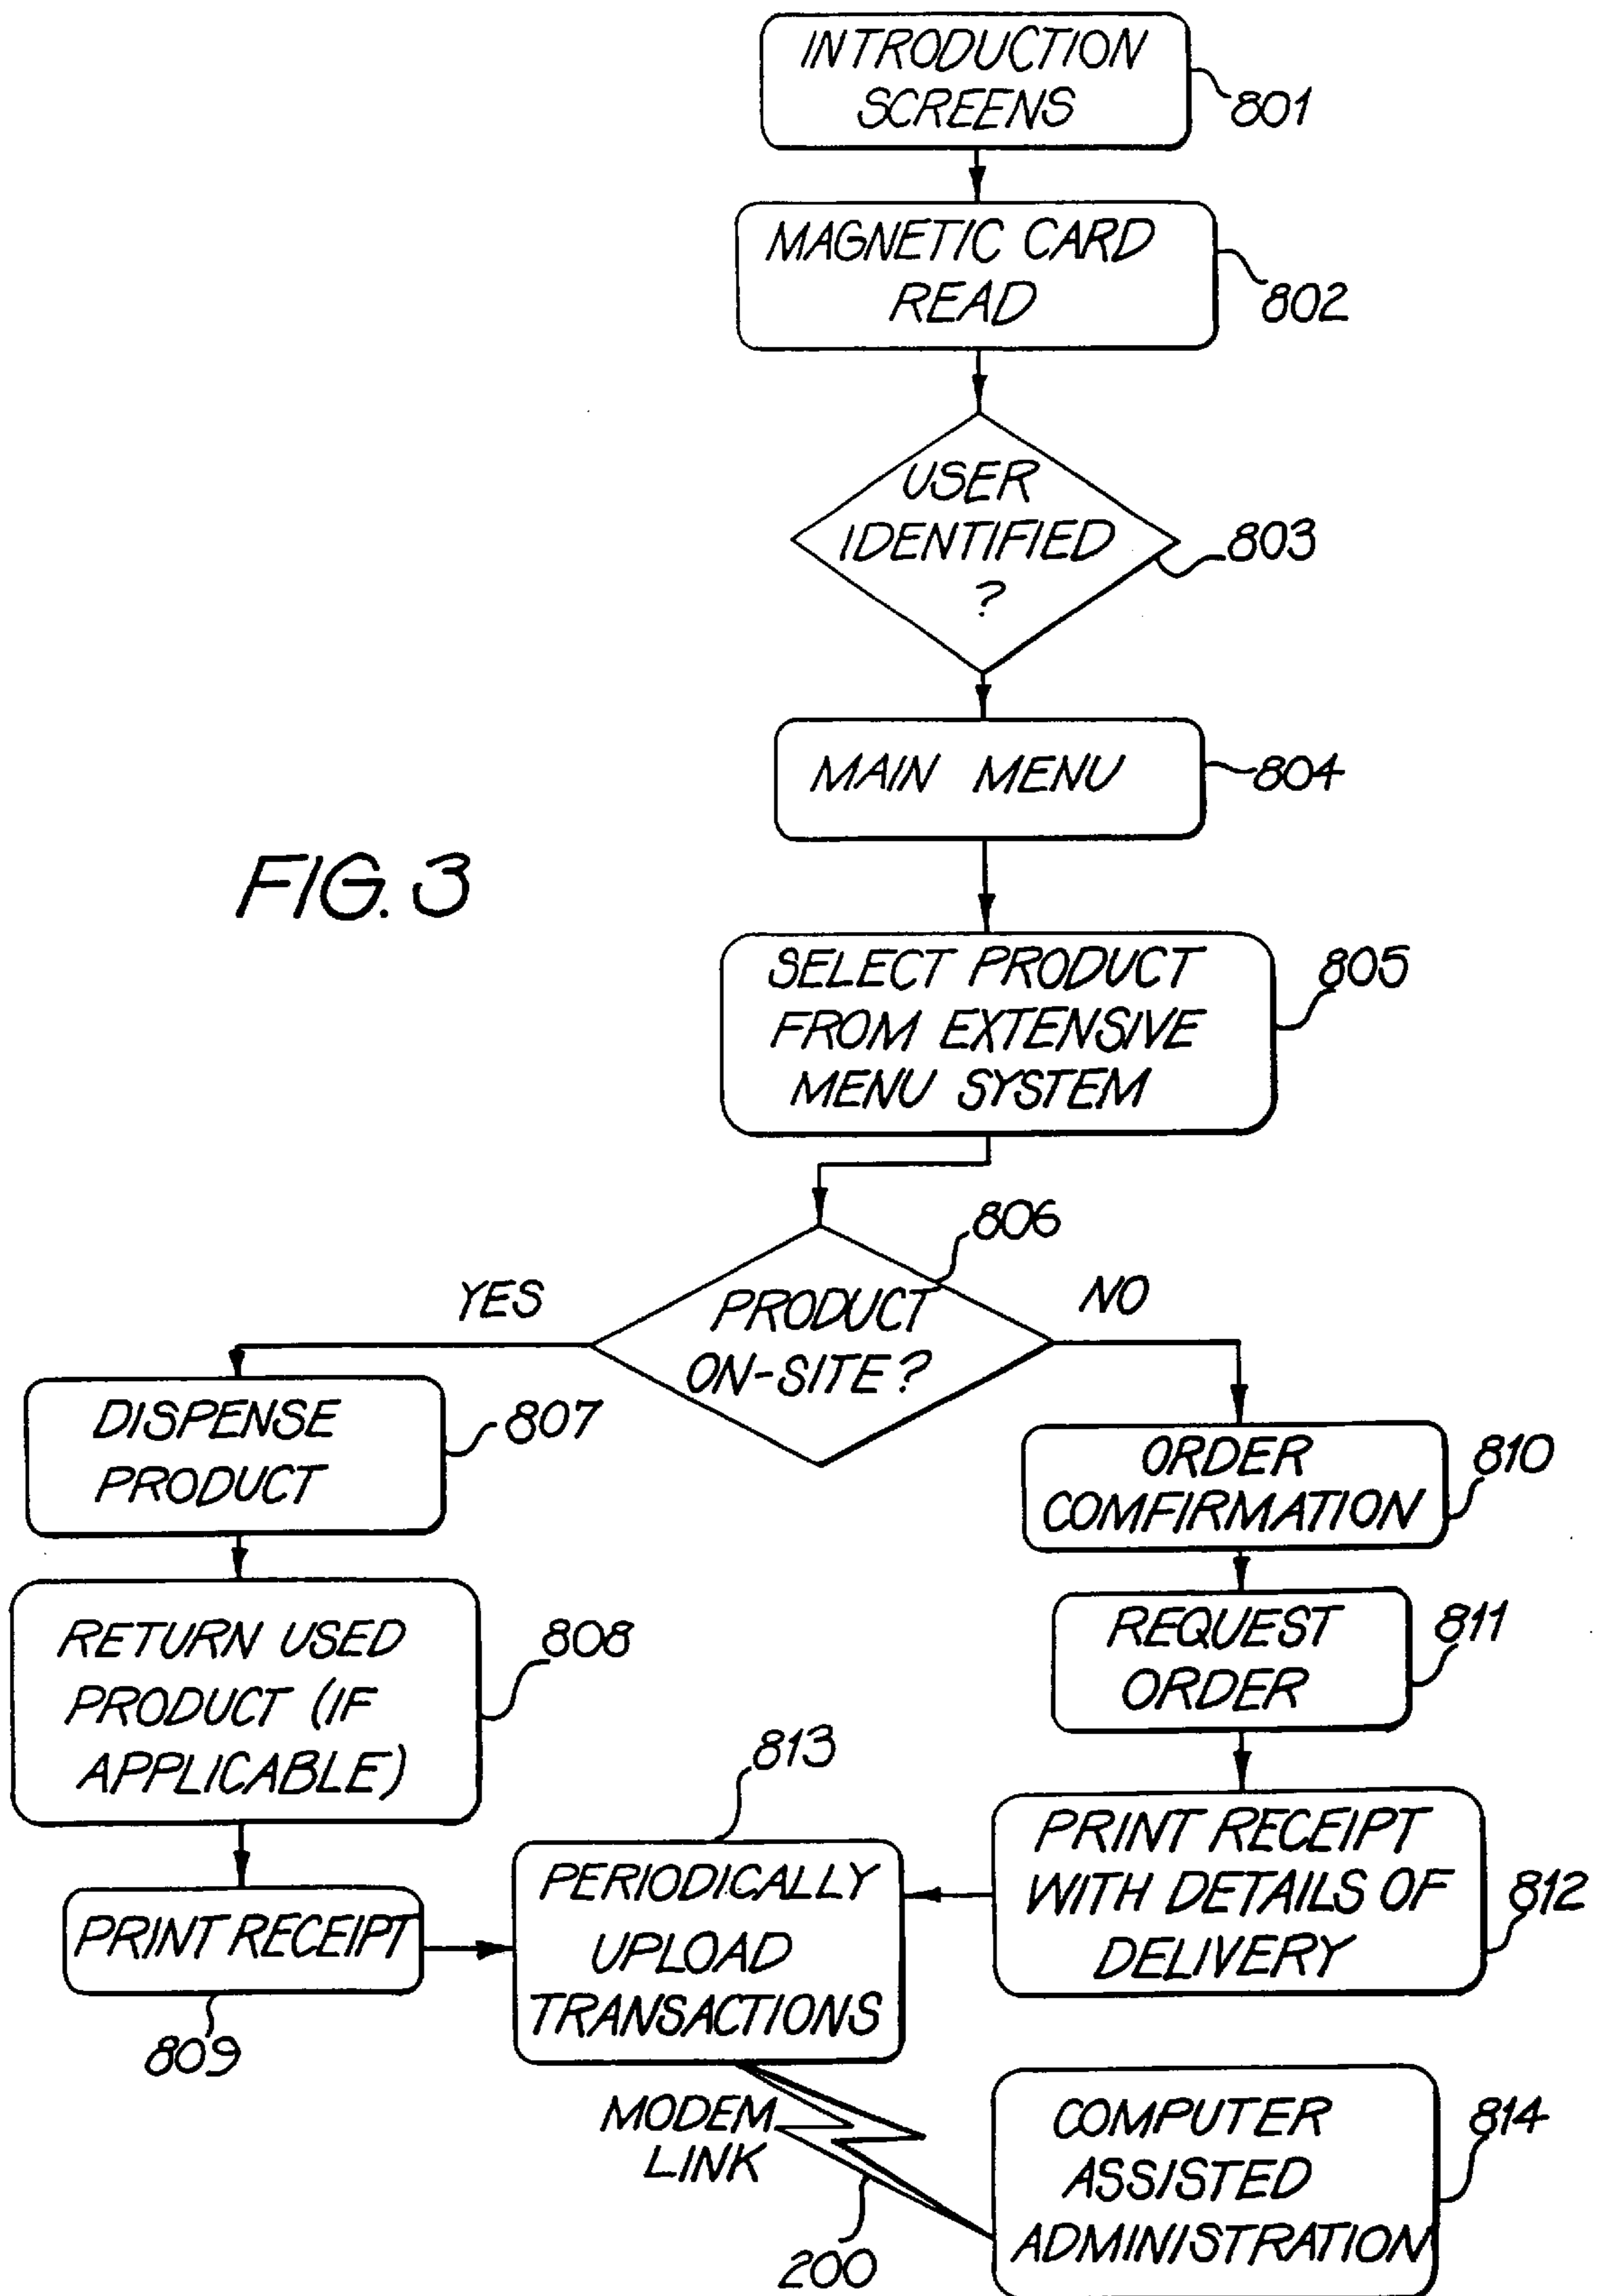 INTRODUCTION
SCREENS
801
MAGNETIC CARD
READ
802
USER
IDENTIFIED
?
803
MAIN MENU
804
FIG. 3
SELECT PRODUCT
FROM EXTENSIVE
MENU SYSTEM
805
806
YES
PRODUCT
ON-SITE?
NO
DISPENSE
PRODUCT
807
ORDER
COMFIRMATION
810
RETURN USED
PRODUCT (IF
APPLICABLE)
808
REQUEST
ORDER
811
813
PRINT RECEIPT
809
PERIODICALLY
UPLOAD
TRANSACTIONS
PRINT RECEIPT
WITH DETAILS OF
DELIVERY
812
MODEM
LINK
200
COMPUTER
ASSISTED
ADMINISTRATION
814